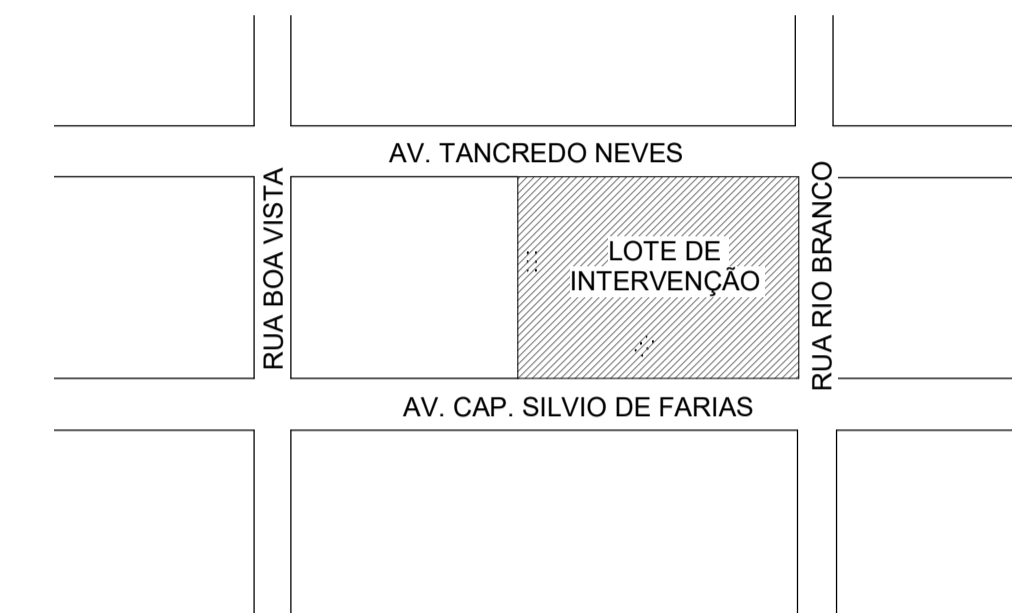 AV. TANCREDO NEVES
RUA BOA VISTA
LOTE DE
INTERVENÇÃO
RUA RIO BRANCO
AV. CAP. SILVIO DE FARIAS